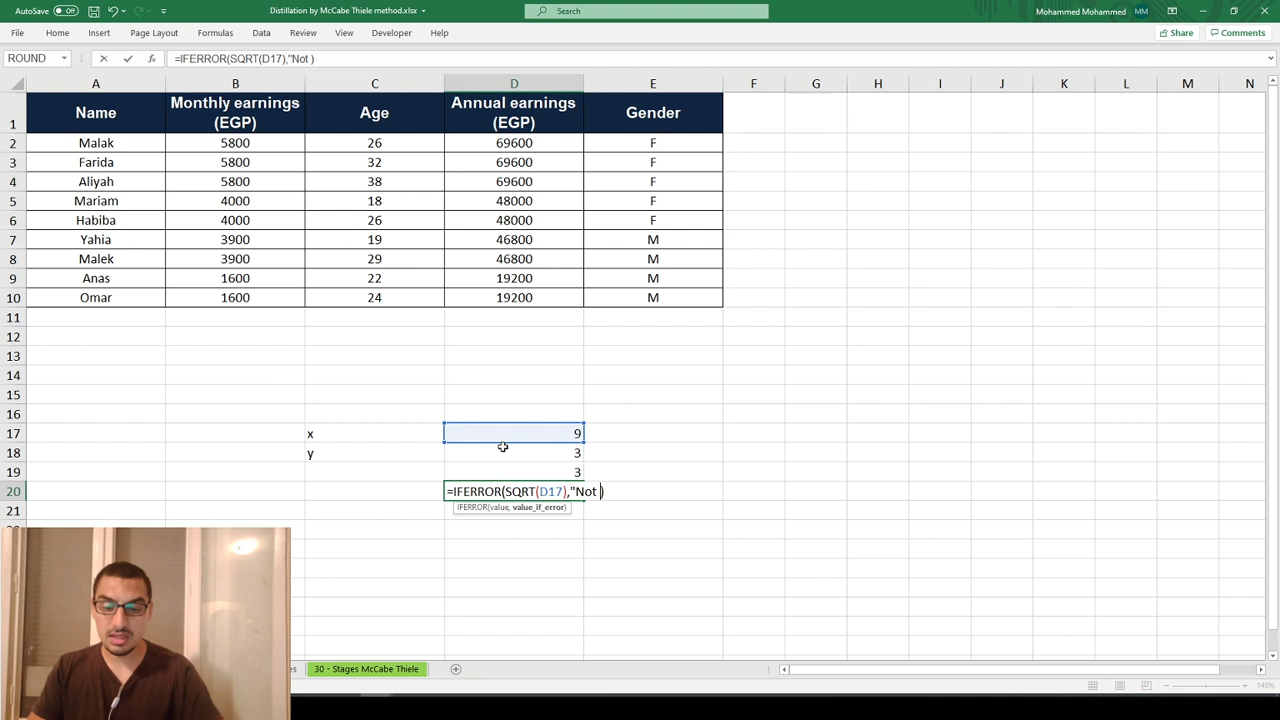 AutoSave Off Distillation by McCabe Thiele method.xlsx Search Mohammed Mohammed MM
File Home Insert Page Layout Formulas Data Review View Developer Help Share Comments
ROUND fx =IFERROR(SQRT(D17),"Not )
A B C D E F G H I J K L M N
1 Name Monthly earnings (EGP) Age Annual earnings (EGP) Gender
2 Malak 5800 26 69600 F
3 Farida 5800 32 69600 F
4 Aliyah 5800 38 69600 F
5 Mariam 4000 18 48000 F
6 Habiba 4000 26 48000 F
7 Yahia 3900 19 46800 M
8 Malek 3900 29 46800 M
9 Anas 1600 22 19200 M
10 Omar 1600 24 19200 M
11
12
13
14
15
16
17 x 9
18 y 3
19 3
20 =IFERROR(SQRT(D17),"Not )
21 IFERROR(value, value_if_error)
30 - Stages McCabe Thiele
145%